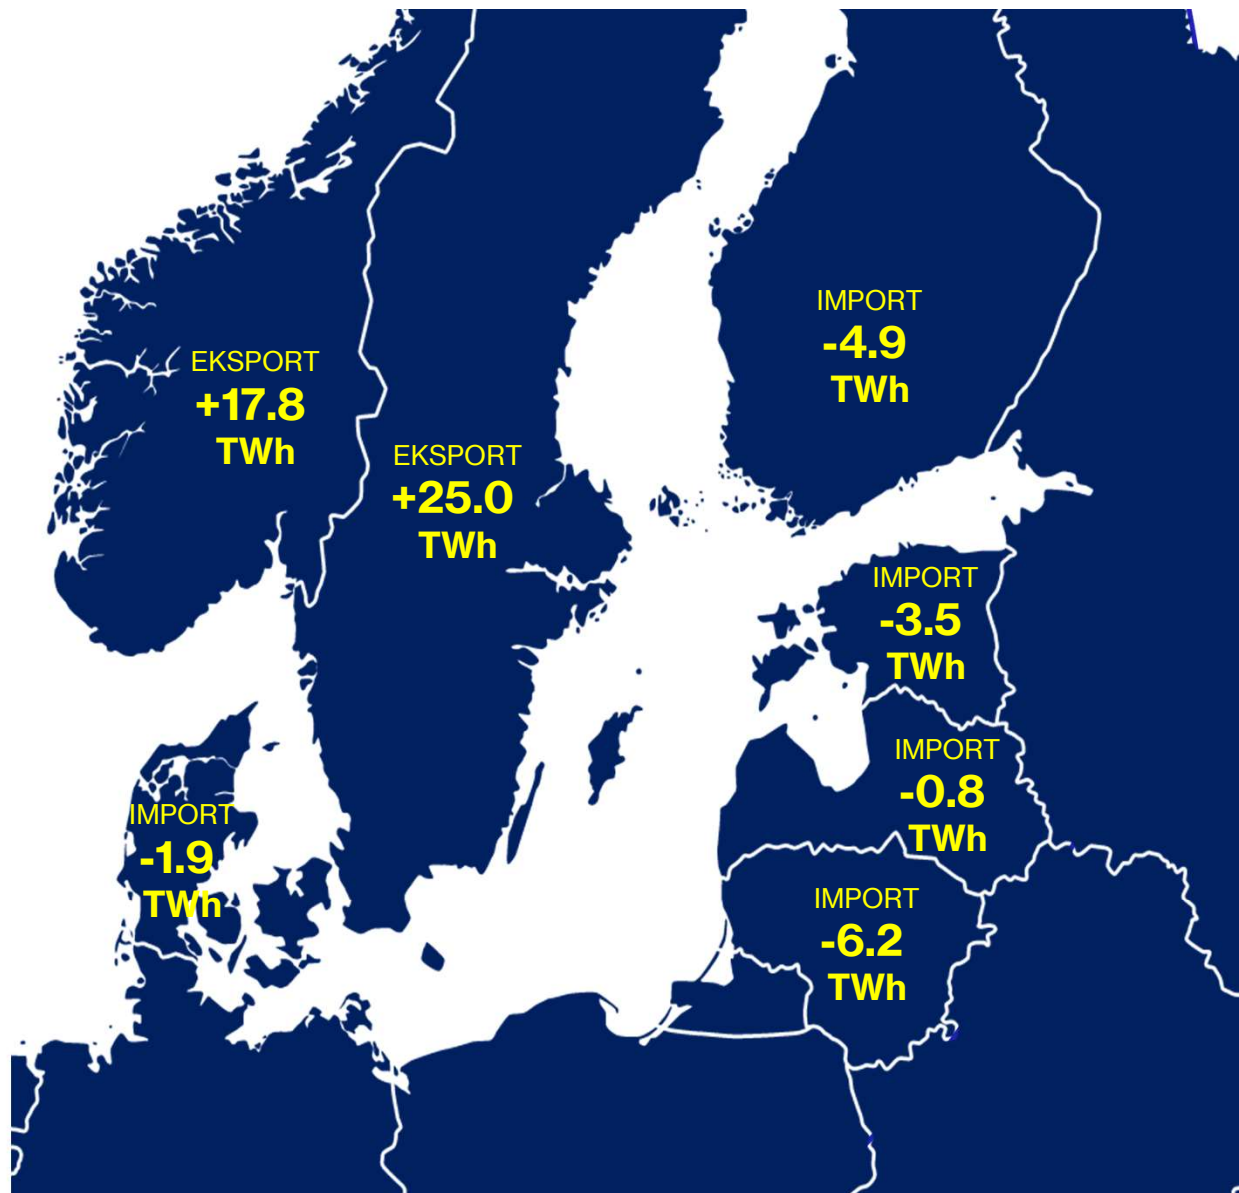 IMPORT
-4.9
TWh
EKSPORT
+17.8
TWh
EKSPORT
+25.0
TWh
IMPORT
-3.5
TWh
IMPORT
-0.8
TWh
IMPORT
-1.9
TWh
IMPORT
-6.2
TWh